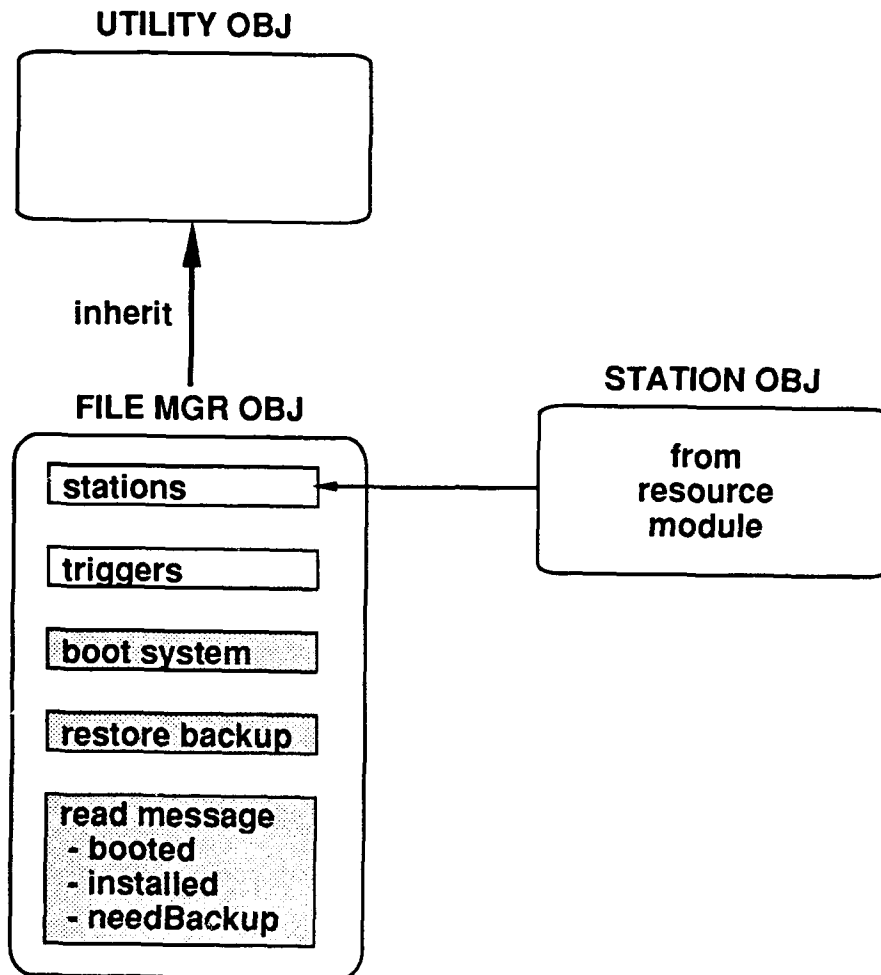 UTILITY OBJ
inherit
FILE MGR OBJ
stations
triggers
boot system
restore backup
read message
- booted
- installed
- needBackup
STATION OBJ
from
resource
module